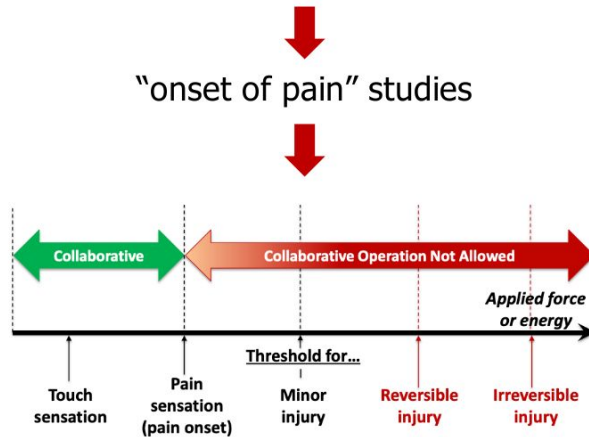 “onset of pain” studies
Collaborative
Collaborative Operation Not Allowed
Applied force
or energy
Threshold for...
Touch
sensation
Pain
sensation
(pain onset)
Minor
injury
Reversible
injury
Irreversible
injury